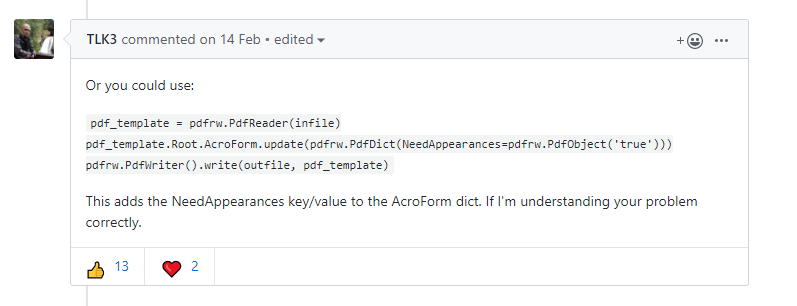 TLK3 commented on 14 Feb • edited
Or you could use:
pdf_template = pdfrw.PdfReader(infile)
pdf_template.Root.AcroForm.update(pdfrw.PdfDict(NeedAppearances=pdfrw.PdfObject('true')))
pdfrw.PdfWriter().write(outfile, pdf_template)
This adds the NeedAppearances key/value to the AcroForm dict. If I'm understanding your problem
correctly.
13 2